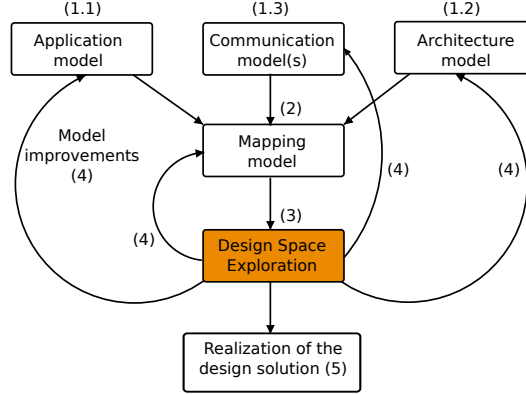 (1.1)
(1.3)
(1.2)
Application
model
Communication
model(s)
Architecture
model
(2)
Model
improvements
(4)
Mapping
model
(4)
(4)
(4)
(3)
Design Space
Exploration
Realization of the
design solution (5)